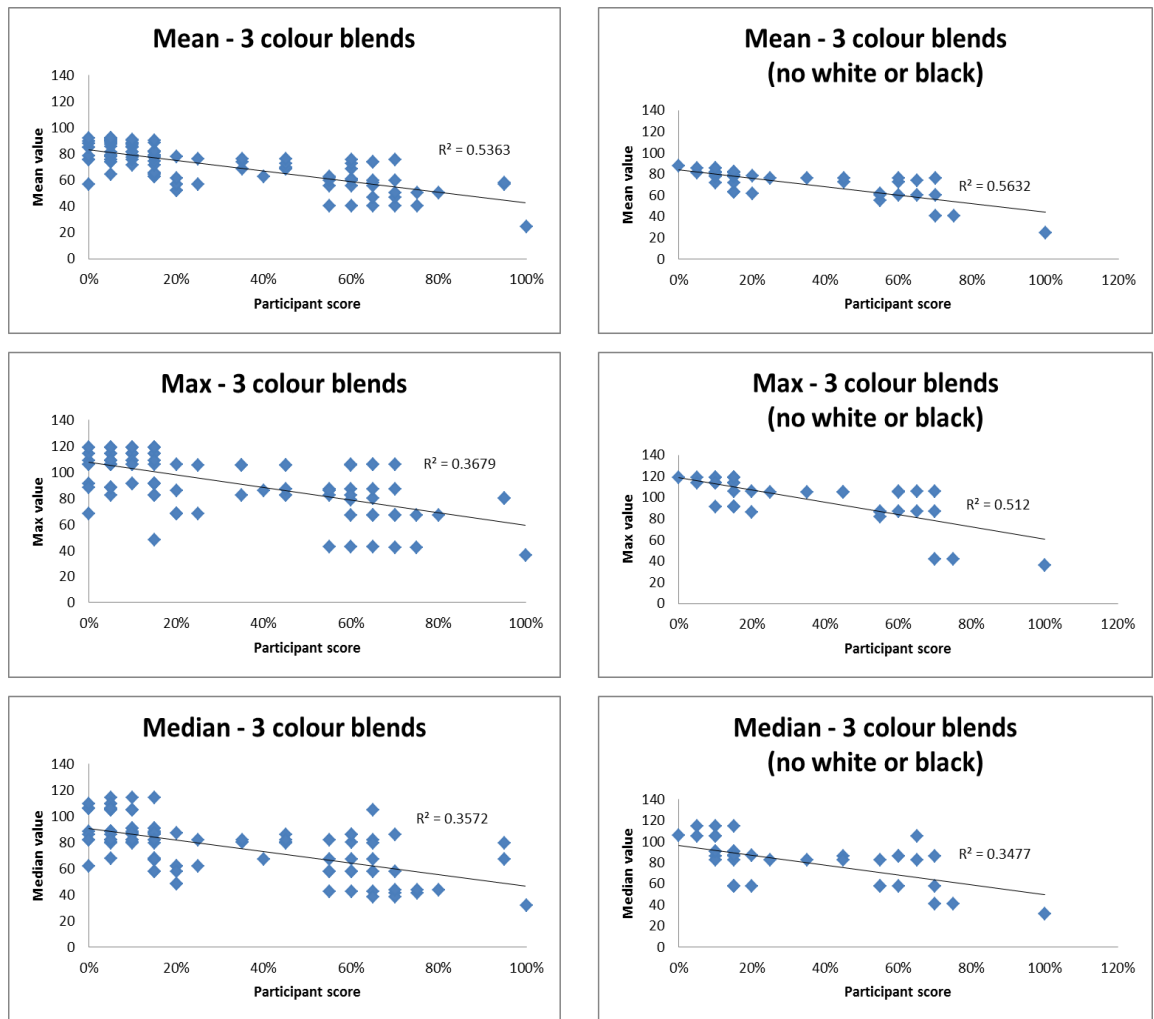 Mean - 3 colour blends
140
120
100
80
60
40
20
0
Mean value
R² = 0.5363
0% 20% 40% 60% 80% 100%
Participant score
Mean - 3 colour blends
(no white or black)
140
120
100
80
60
40
20
0
Mean value
R² = 0.5632
0% 20% 40% 60% 80% 100% 120%
Participant score
Max - 3 colour blends
140
120
100
80
60
40
20
0
Max value
R² = 0.3679
0% 20% 40% 60% 80% 100%
Participant score
Max - 3 colour blends
(no white or black)
140
120
100
80
60
40
20
0
Max value
R² = 0.512
0% 20% 40% 60% 80% 100% 120%
Participant score
Median - 3 colour blends
140
120
100
80
60
40
20
0
Median value
R² = 0.3572
0% 20% 40% 60% 80% 100%
Participant score
Median - 3 colour blends
(no white or black)
140
120
100
80
60
40
20
0
Median value
R² = 0.3477
0% 20% 40% 60% 80% 100% 120%
Participant score